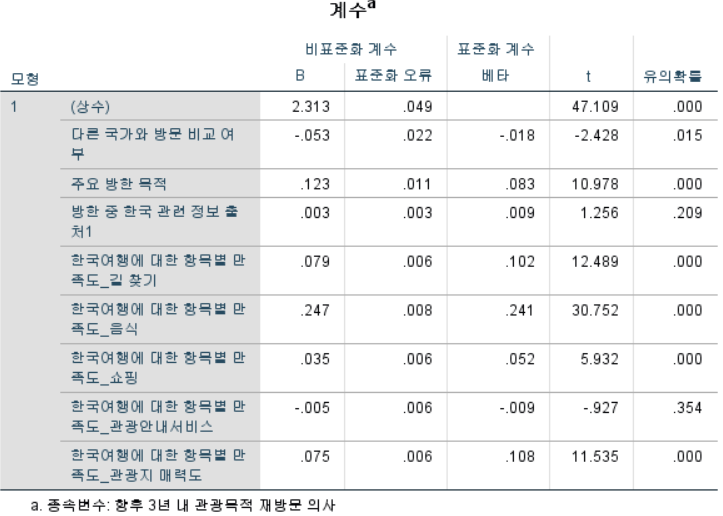 계수a
비표준화 계수 표준화 계수
모형 B 표준화 오류 베타 t 유의확률
1 (상수) 2.313 .049 47.109 .000
다른 국가와 방문 비교 여 -.053 .022 -.018 -2.428 .015
부
주요 방한 목적 .123 .011 .083 10.978 .000
방한 중 한국 관련 정보 출 .003 .003 .009 1.256 .209
처1
한국여행에 대한 항목별 만 .079 .006 .102 12.489 .000
족도_길 찾기
한국여행에 대한 항목별 만 .247 .008 .241 30.752 .000
족도_음식
한국여행에 대한 항목별 만 .035 .006 .052 5.932 .000
족도_쇼핑
한국여행에 대한 항목별 만 -.005 .006 -.009 -.927 .354
족도_관광안내서비스
한국여행에 대한 항목별 만 .075 .006 .108 11.535 .000
족도_관광지 매력도
a. 종속변수: 향후 3년 내 관광목적 재방문 의사